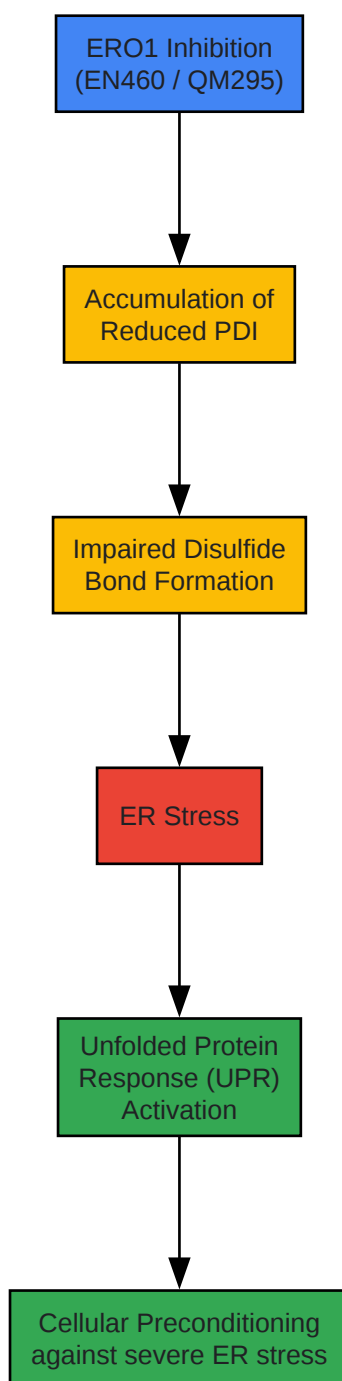 ERO1 Inhibition
(EN460 / QM295)
Accumulation of
Reduced PDI
Impaired Disulfide
Bond Formation
ER Stress
Unfolded Protein
Response (UPR)
Activation
Cellular Preconditioning
against severe ER stress